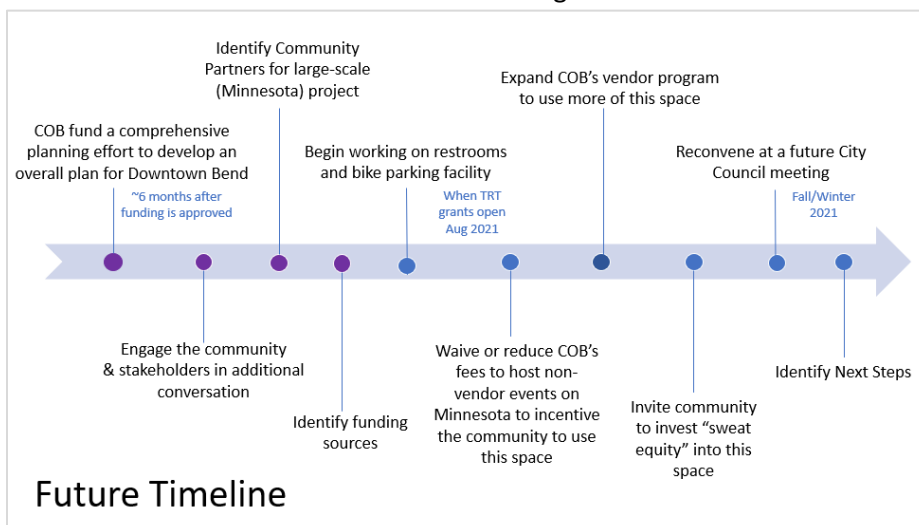 Identify Community
Partners for large-scale
(Minnesota) project
Expand COB's vendor program
to use more of this space
COB fund a comprehensive
planning effort to develop an
overall plan for Downtown Bend
~6 months after
funding is approved
Begin working on restrooms
and bike parking facility
When TRT
grants open
Aug 2021
Reconvene at a future City
Council meeting
Fall/Winter
2021
Engage the community
& stakeholders in additional
conversation
Identify funding
sources
Waive or reduce COB's
fees to host non-
vendor events on
Minnesota to incentive
the community to use
this space
Invite community
to invest "sweat
equity" into this
space
Identify Next Steps
Future Timeline